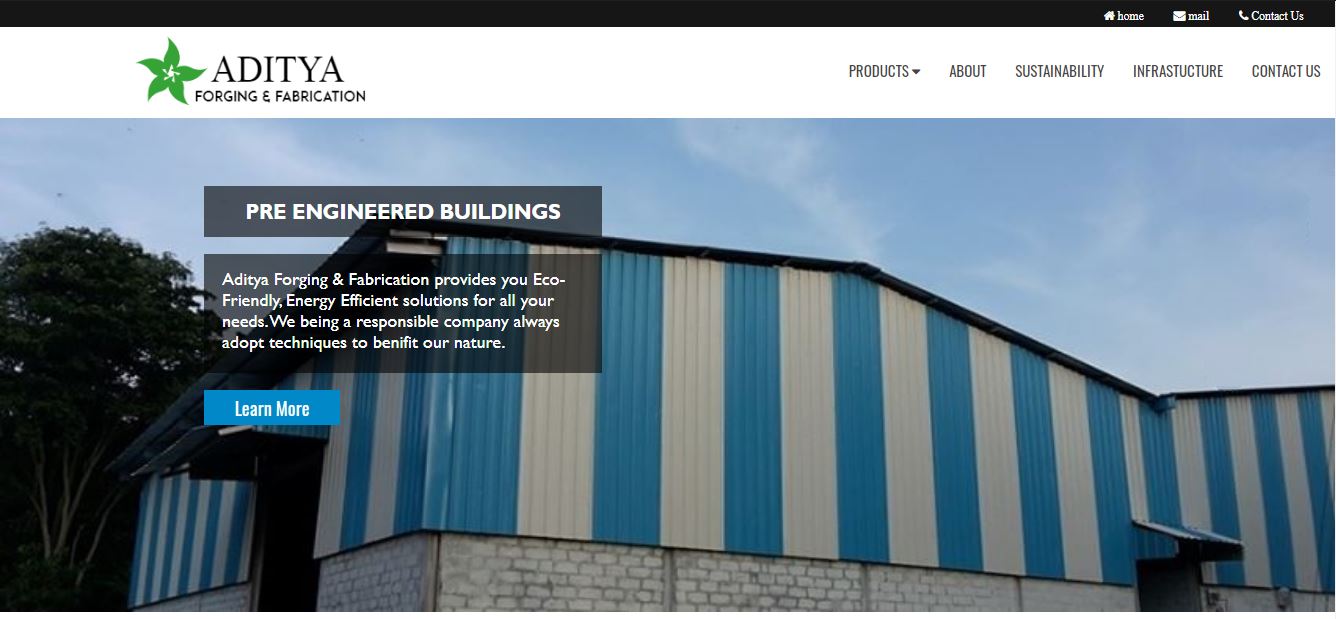 home mail Contact Us
ADITYA
FORGING & FABRICATION
PRODUCTS ABOUT SUSTAINABILITY INFRASTUCTURE CONTACT US
PRE ENGINEERED BUILDINGS
Aditya Forging & Fabrication provides you Eco-
Friendly, Energy Efficient solutions for all your
needs. We being a responsible company always
adopt techniques to benifit our nature.
Learn More